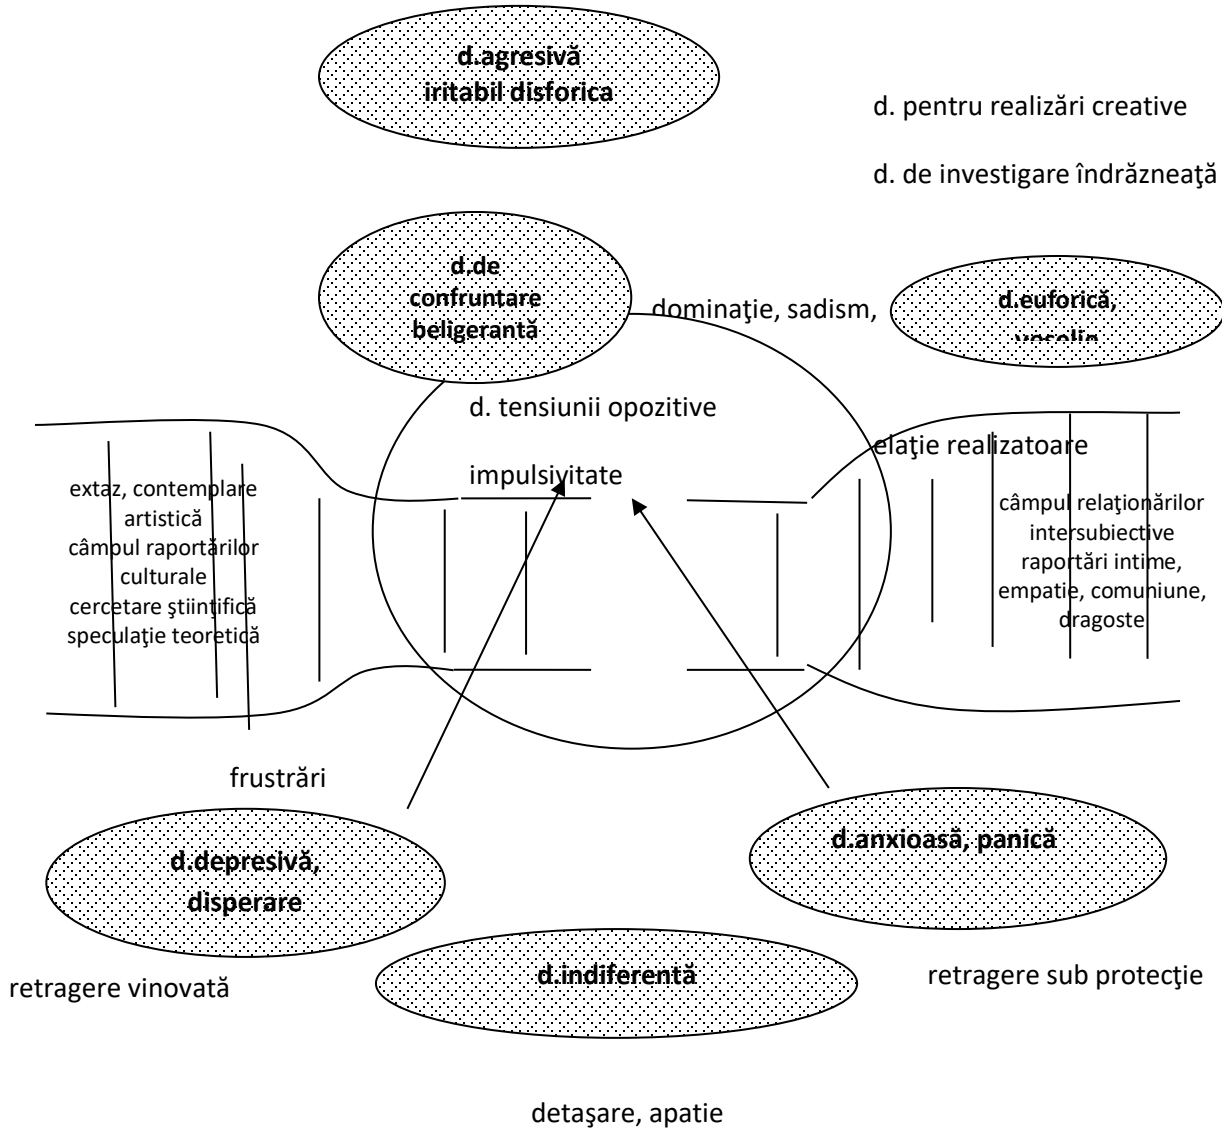 d.agresivă
iritabil disforica
d. pentru realizări creative
d. de investigare îndrăzneaţă
d.de
confruntare
beligerantă
dominaţie, sadism,
d.euforică,
d. tensiunii opozitive
impulsivitate
elaţie realizatoare
extaz, contemplare
artistică
câmpul raportărilor
culturale
cercetare ştiinţifică
speculaţie teoretică
câmpul relaţionărilor
intersubiective
raportări intime,
empatie, comuniune,
dragoste
frustrări
d.depresivă,
disperare
d.anxioasă, panică
retragere vinovată
d.indiferentă
retragere sub protecţie
detaşare, apatie